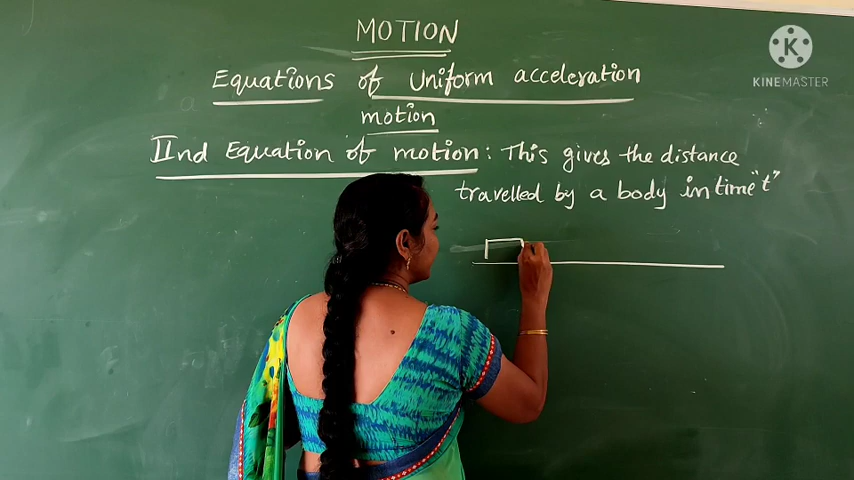 MOTION
Equations of Uniform acceleration
motion
IInd Equation of motion: This gives the distance
travelled by a body in time "t"
K
KINEMASTER